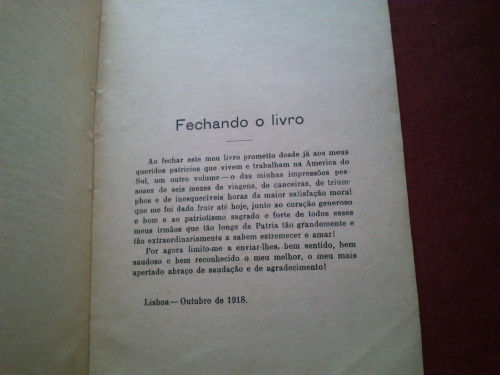 Fechando o livro
Ao fechar este meu livro prometto desde já aos meus
queridos patricios que vivem e trabalham na America do
Sul, um outro volume—o das minhas impressões pes-
soaes de seis mezes de viagens, de canceiras, de trium-
phos e de inesqueciveis horas da maior satisfação moral
que me foi dado fruir até hoje, junto ao coração generoso
e bom e ao patriotismo sagrado e forte de todos esses
meus irmãos que tão longe da Patria tão grandemente e
tão extraordinariamente a sabem estremecer e amar!
Por agora limito-me a enviar-lhes, bem sentido, bem
saudoso e bem reconhecido o meu melhor, o meu mais
apertado abraço de saudação e de agradecimento!
Lisboa—Outubro de 1918.